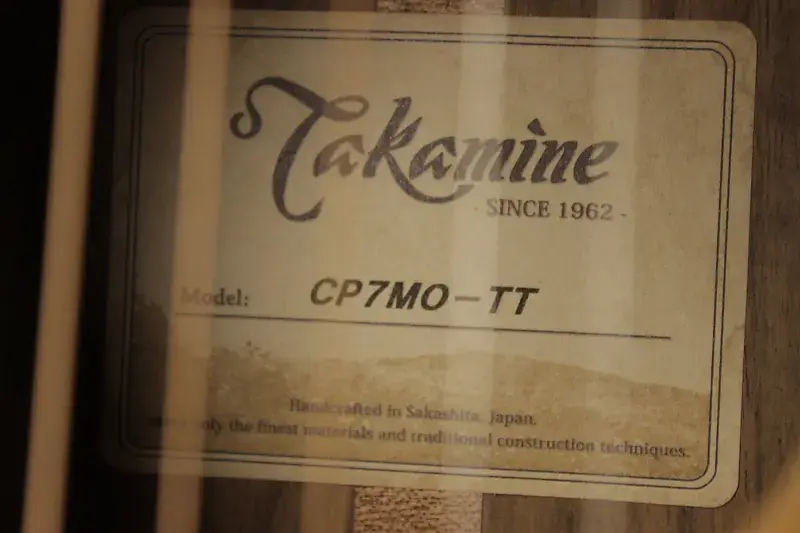 Takamine
- SINCE 1962 -
Model: CP7MO-TT
Handcrafted in Sakashita, Japan,
only the finest materials and traditional construction techniques.